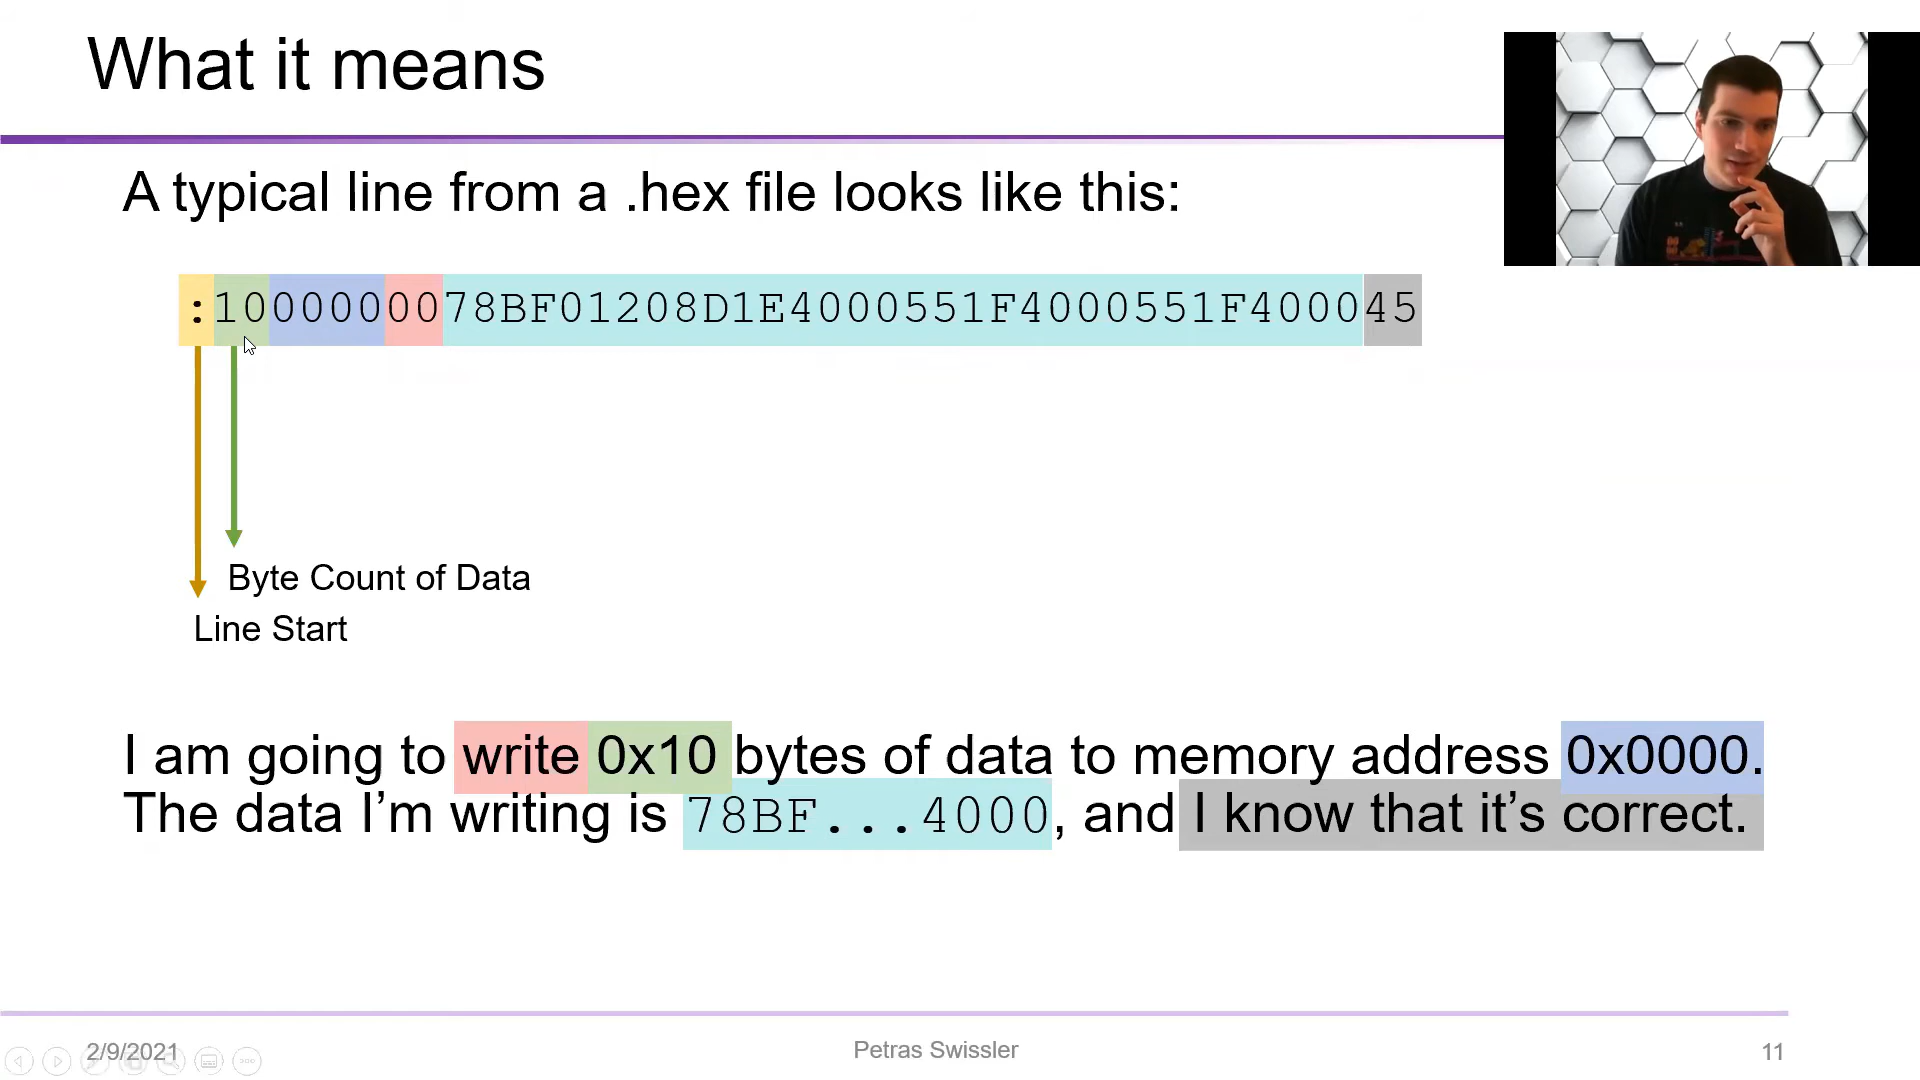 What it means
A typical line from a .hex file looks like this:
:1000000078BF01208D1E4000551F4000551F400045
Byte Count of Data
Line Start
I am going to write 0x10 bytes of data to memory address 0x0000.
The data I’m writing is 78BF...4000, and I know that it’s correct.
2/9/2021
Petras Swissler
11